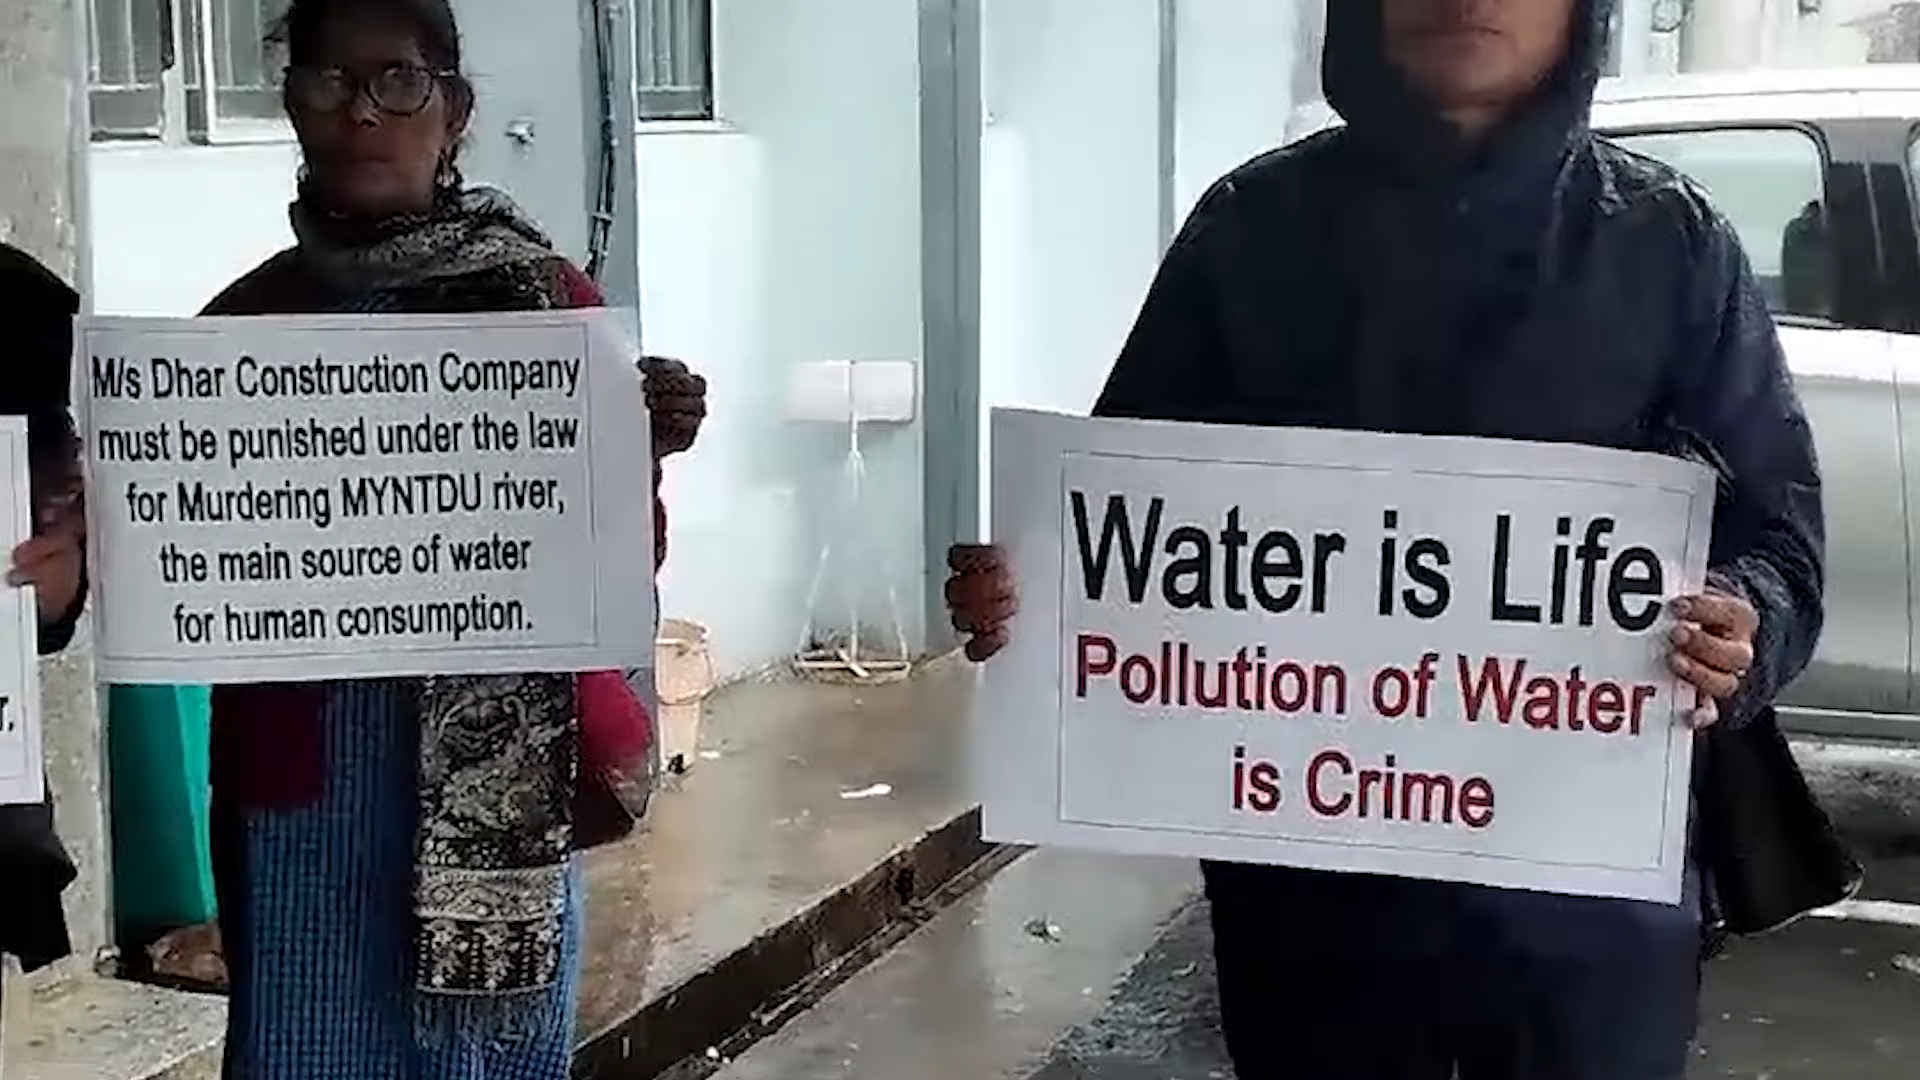 M/s Dhar Construction Company
must be punished under the law
for Murdering MYNTDU river,
the main source of water
for human consumption.
Water is Life
Pollution of Water
is Crime
r.